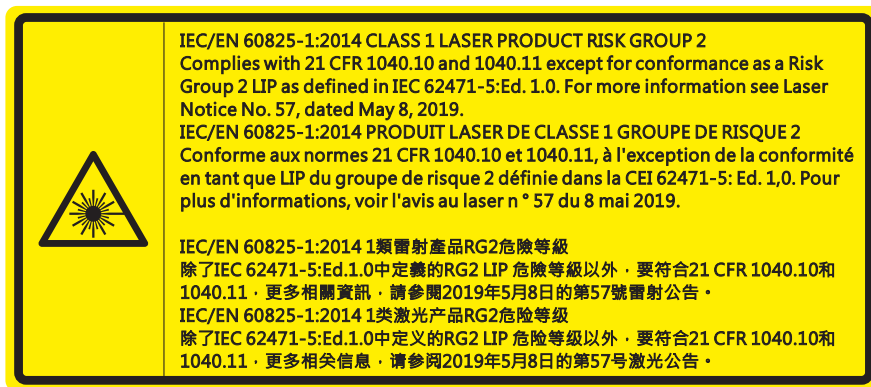 IEC/EN 60825-1:2014 CLASS 1 LASER PRODUCT RISK GROUP 2
Complies with 21 CFR 1040.10 and 1040.11 except for conformance as a Risk
Group 2 LIP as defined in IEC 62471-5:Ed. 1.0. For more information see Laser
Notice No. 57, dated May 8, 2019.
IEC/EN 60825-1:2014 PRODUIT LASER DE CLASSE 1 GROUPE DE RISQUE 2
Conforme aux normes 21 CFR 1040.10 et 1040.11, à l'exception de la conformité
en tant que LIP du groupe de risque 2 définie dans la CEI 62471-5: Ed. 1,0. Pour
plus d'informations, voir l'avis au laser n ° 57 du 8 mai 2019.
IEC/EN 60825-1:2014 1類雷射產品RG2危險等級
除了IEC 62471-5:Ed.1.0中定義的RG2 LIP 危險等級以外，要符合21 CFR 1040.10和
1040.11，更多相關資訊，請參閱2019年5月8日的第57號雷射公告。
IEC/EN 60825-1:2014 1类激光产品RG2危险等级
除了IEC 62471-5:Ed.1.0中定义的RG2 LIP 危险等级以外，要符合21 CFR 1040.10和
1040.11，更多相关信息，请参阅2019年5月8日的第57号激光公告。